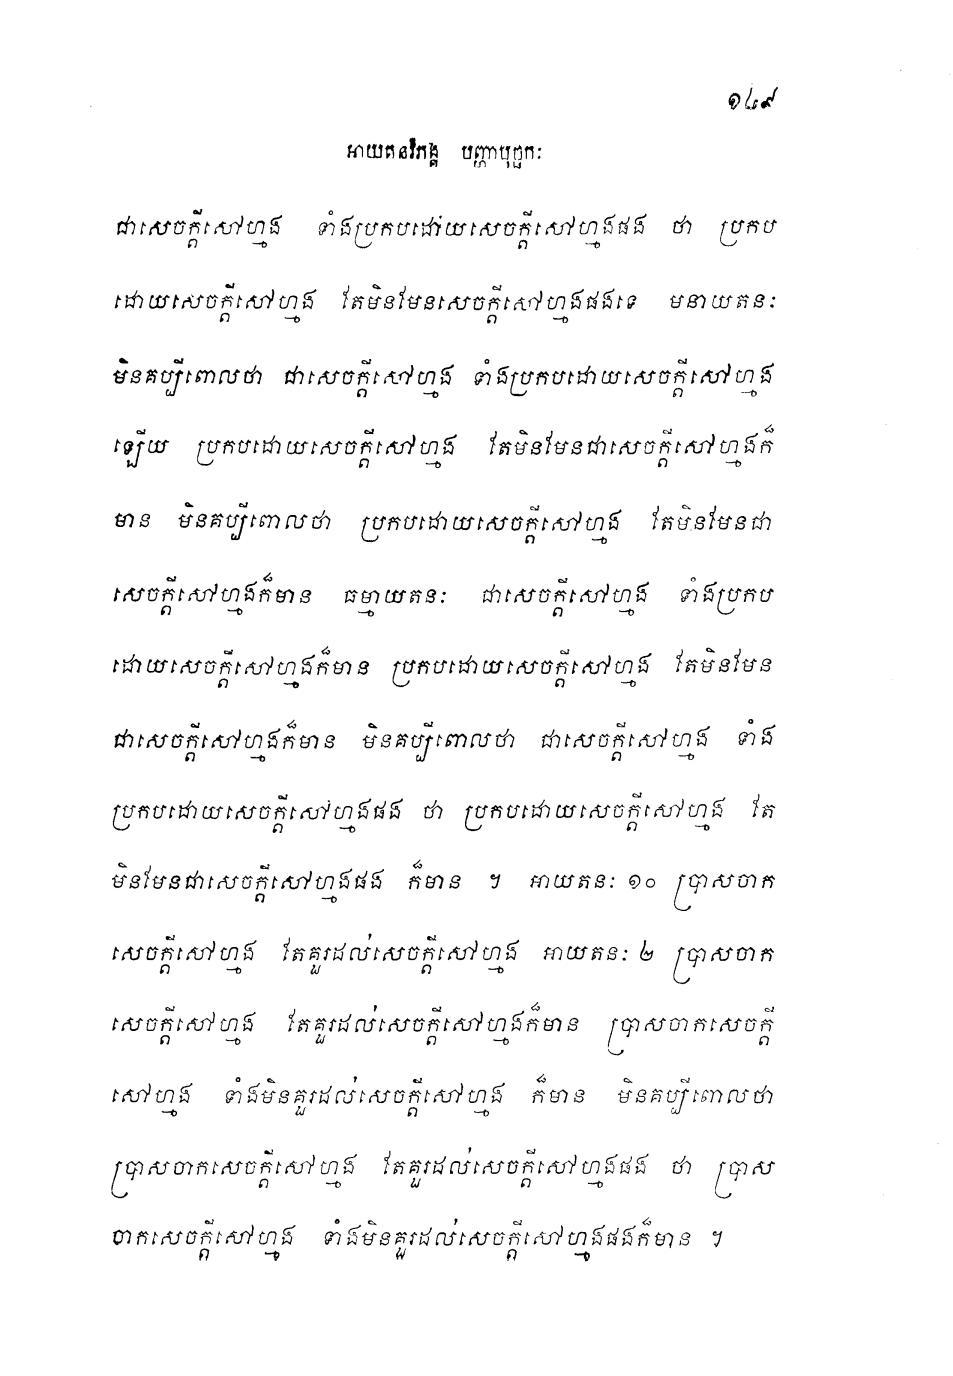 ១៤៩
អាយតនវិភង្គ បញ្ហាបុច្ឆកៈ
ជាសេចក្តីសៅហ្មង ទាំងប្រកបដោយសេចក្តីសៅហ្មងផង ថា ប្រកប
ដោយសេចក្តីសៅហ្មង តែមិនមែនសេចក្តីសៅហ្មងផងទេ មនាយតនៈ
មិនគប្បីពោលថា ជាសេចក្តីសៅហ្មង ទាំងប្រកបដោយសេចក្តីសៅហ្មង
ឡើយ ប្រកបដោយសេចក្តីសៅហ្មង តែមិនមែនជាសេចក្តីសៅហ្មងក៏
មាន មិនគប្បីពោលថា ប្រកបដោយសេចក្តីសៅហ្មង តែមិនមែនជា
សេចក្តីសៅហ្មងក៏មាន ធម្មាយតនៈ ជាសេចក្តីសៅហ្មង ទាំងប្រកប
ដោយសេចក្តីសៅហ្មងក៏មាន ប្រកបដោយសេចក្តីសៅហ្មង តែមិនមែន
ជាសេចក្តីសៅហ្មងក៏មាន មិនគប្បីពោលថា ជាសេចក្តីសៅហ្មង ទាំង
ប្រកបដោយសេចក្តីសៅហ្មងផង ថា ប្រកបដោយសេចក្តីសៅហ្មង តែ
មិនមែនជាសេចក្តីសៅហ្មងផង ក៏មាន ។ អាយតនៈ ១០ ប្រាសចាក
សេចក្តីសៅហ្មង តែគួរដល់សេចក្តីសៅហ្មង អាយតនៈ ២ ប្រាសចាក
សេចក្តីសៅហ្មង តែគួរដល់សេចក្តីសៅហ្មងក៏មាន ប្រាសចាកសេចក្តី
សៅហ្មង ទាំងមិនគួរដល់សេចក្តីសៅហ្មង ក៏មាន មិនគប្បីពោលថា
ប្រាសចាកសេចក្តីសៅហ្មង តែគួរដល់សេចក្តីសៅហ្មងផង ថា ប្រាស
ចាកសេចក្តីសៅហ្មង ទាំងមិនគួរដល់សេចក្តីសៅហ្មងផងក៏មាន ។